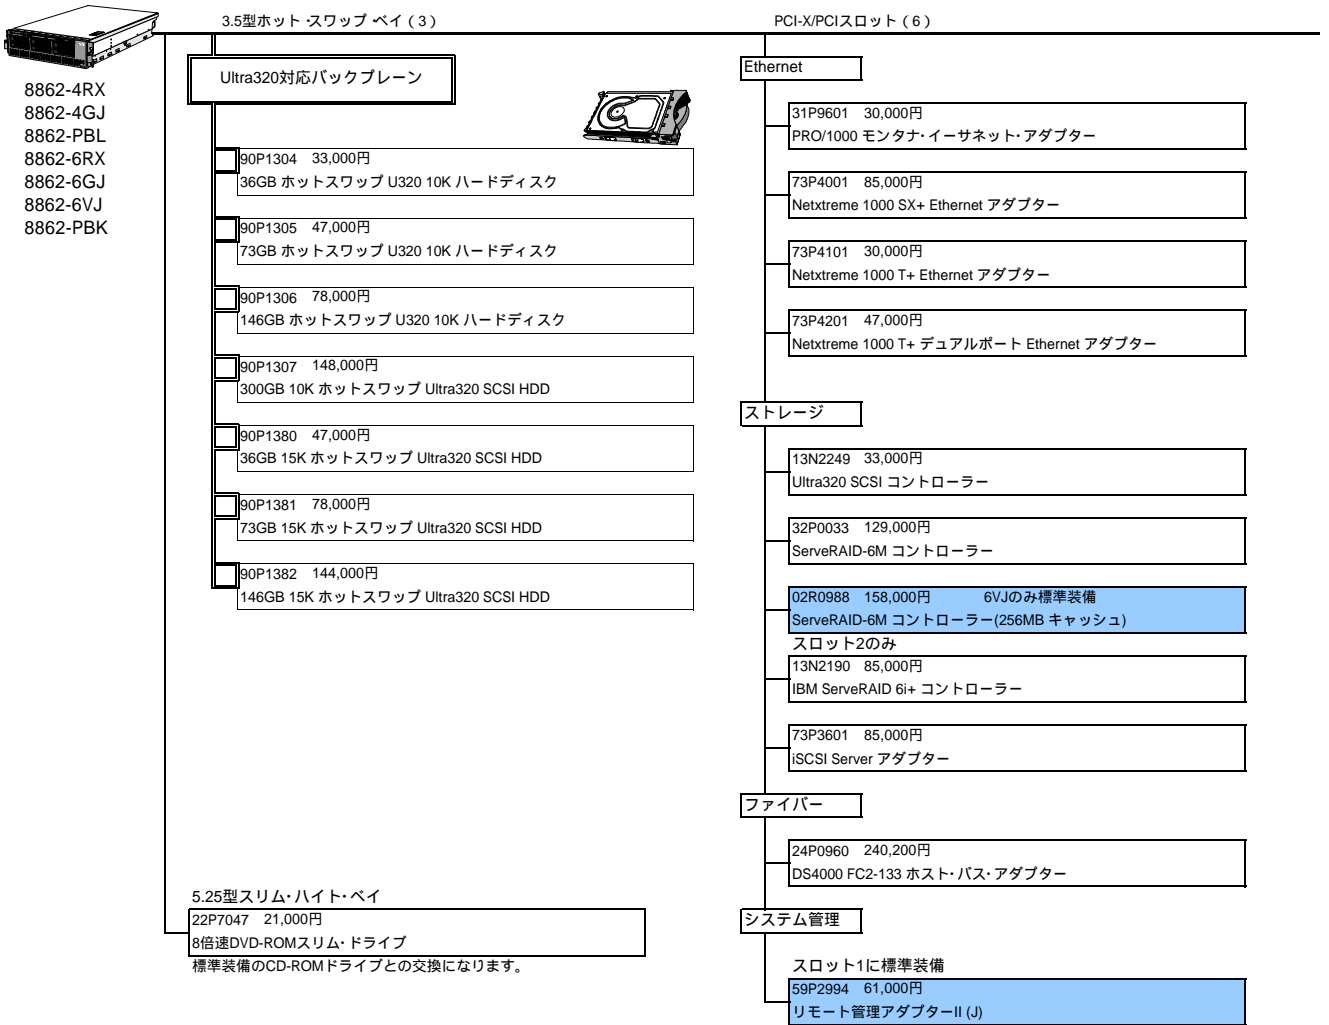 3.5型ホット・スワップ・ベイ（3）
PCI-X/PCIスロット（6）
8862-4RX
8862-4GJ
8862-PBL
8862-6RX
8862-6GJ
8862-6VJ
8862-PBK
Ultra320対応バックプレーン
90P1304 33,000円
36GB ホットスワップ U320 10K ハードディスク
90P1305 47,000円
73GB ホットスワップ U320 10K ハードディスク
90P1306 78,000円
146GB ホットスワップ U320 10K ハードディスク
90P1307 148,000円
300GB 10K ホットスワップ Ultra320 SCSI HDD
90P1380 47,000円
36GB 15K ホットスワップ Ultra320 SCSI HDD
90P1381 78,000円
73GB 15K ホットスワップ Ultra320 SCSI HDD
90P1382 144,000円
146GB 15K ホットスワップ Ultra320 SCSI HDD
5.25型スリム・ハイト・ベイ
22P7047 21,000円
8倍速DVD-ROMスリム・ドライブ
標準装備のCD-ROMドライブとの交換になります。
Ethernet
31P9601 30,000円
PRO/1000 モンタナ・イーサネット・アダプター
73P4001 85,000円
Netxtreme 1000 SX+ Ethernet アダプター
73P4101 30,000円
Netxtreme 1000 T+ Ethernet アダプター
73P4201 47,000円
Netxtreme 1000 T+ デュアルポート Ethernet アダプター
ストレージ
13N2249 33,000円
Ultra320 SCSI コントローラー
32P0033 129,000円
ServeRAID-6M コントローラー
02R0988 158,000円 6VJのみ標準装備
ServeRAID-6M コントローラー(256MB キャッシュ)
スロット2のみ
13N2190 85,000円
IBM ServeRAID 6i+ コントローラー
73P3601 85,000円
iSCSI Server アダプター
ファイバー
24P0960 240,200円
DS4000 FC2-133 ホスト・バス・アダプター
システム管理
スロット1に標準装備
59P2994 61,000円
リモート管理アダプターII (J)